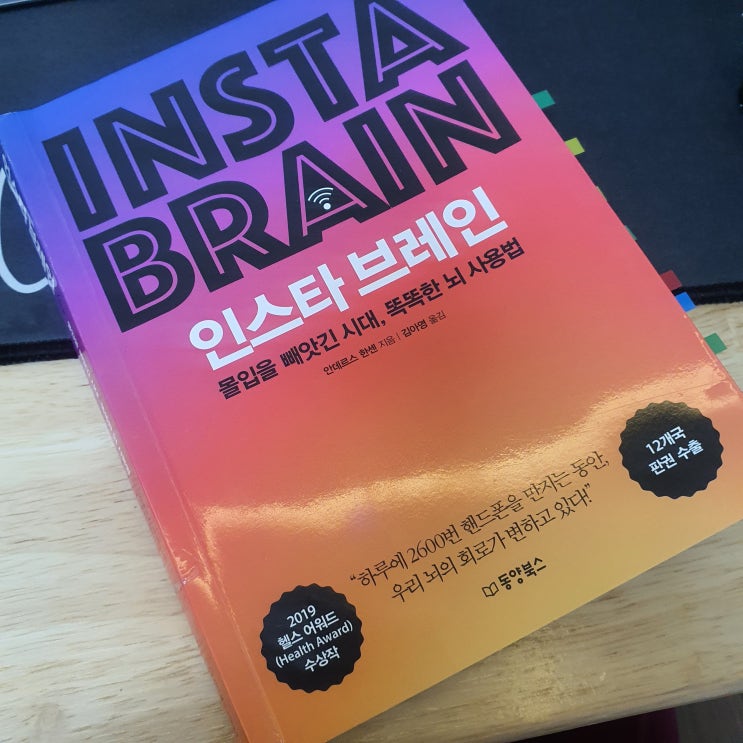 INSTA
BRAIN
인스타 브레인
몰입을 빼앗긴 시대, 똑똑한 뇌 사용법
안데르스 한센 지음 | 김아영 옮김
12개국
판권 수출
“하루에 2600번 핸드폰을 만지는 동안,
우리 뇌의 회로가 변하고 있다!”
동양북스
2019
헬스 어워드
(Health Award)
수상작